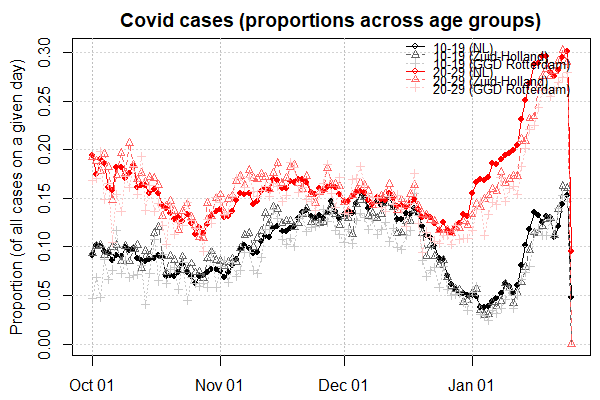 Covid cases (proportions across age groups)
Proportion (of all cases on a given day)
0.30
0.25
0.20
0.15
0.10
0.05
0.00
Oct 01
Nov 01
Dec 01
Jan 01
10-19 (NL)
10-19 (Zuid-Holland)
10-19 (GGD Rotterdam)
20-29 (NL)
20-29 (Zuid-Holland)
20-29 (GGD Rotterdam)